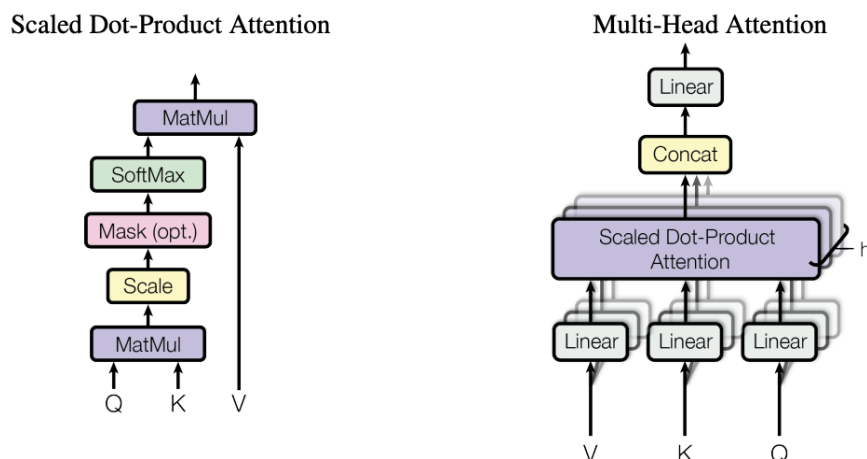 Scaled Dot-Product Attention
MatMul
SoftMax
Mask (opt.)
Scale
MatMul
Q K V
Multi-Head Attention
Linear
Concat
Scaled Dot-Product
Attention
h
Linear Linear Linear
V K Q